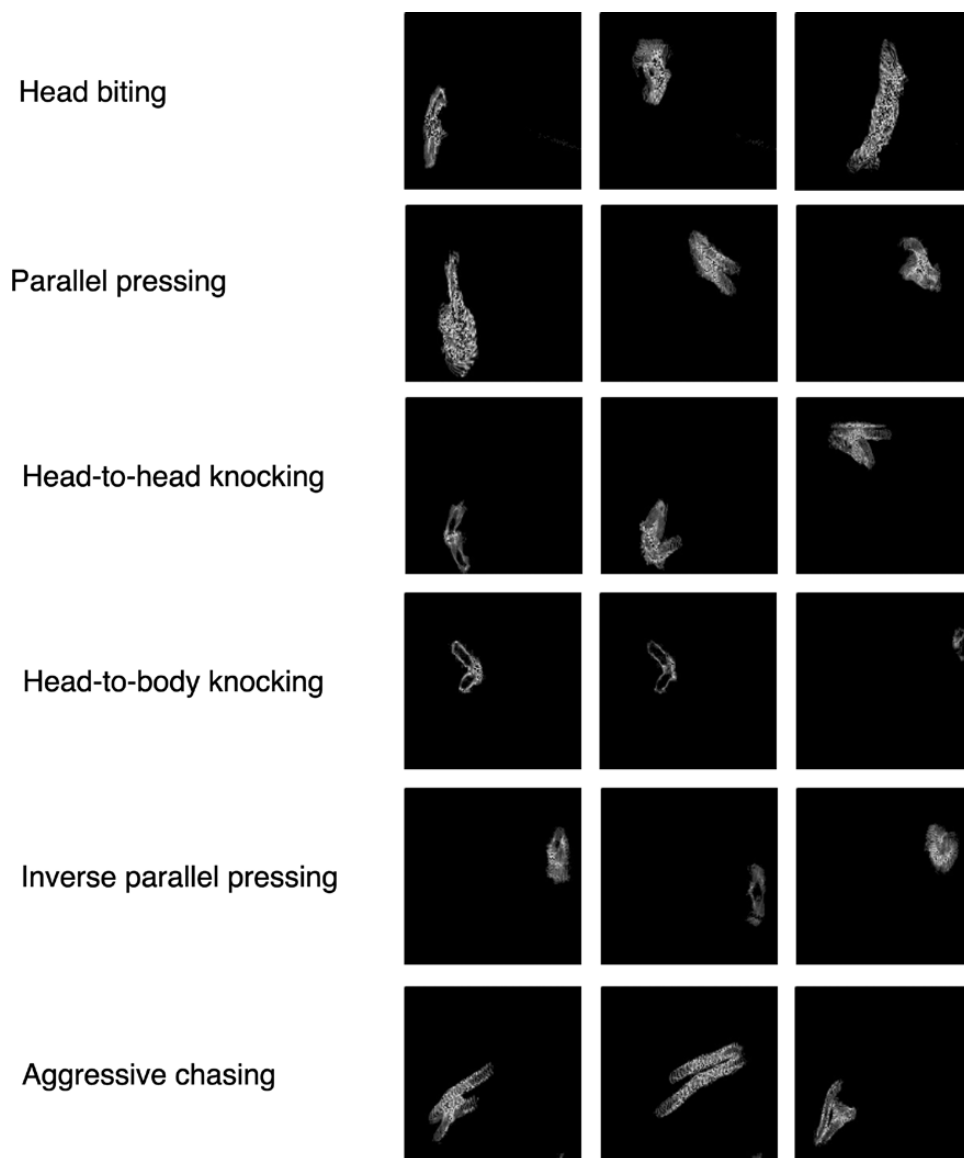 Head biting
Parallel pressing
Head-to-head knocking
Head-to-body knocking
Inverse parallel pressing
Aggressive chasing